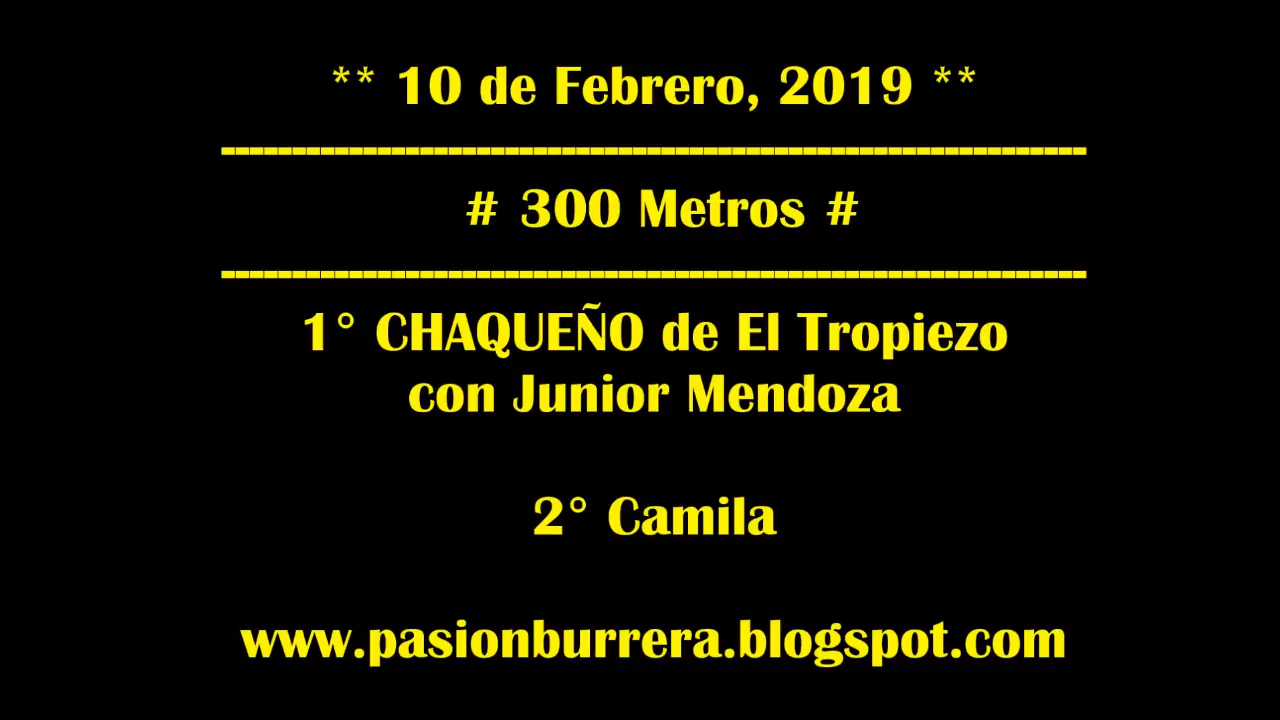 ** 10 de Febrero, 2019 **
----------------------------------------------------------------
# 300 Metros #
----------------------------------------------------------------
1° CHAQUEÑO de El Tropiezo
con Junior Mendoza
2° Camila
www.pasionburrera.blogspot.com